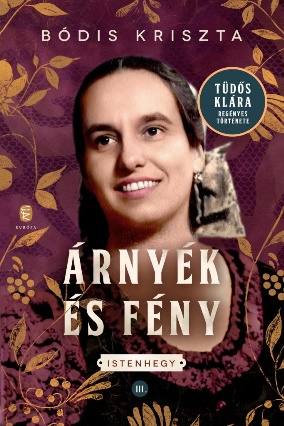 BÓDIS KRISZTA
TÜDŐS
KLÁRA
REGÉNYES
TÖRTÉNETE
EURÓPA
ÁRNYÉK
ÉS FÉNY
ISTENHEGY
III.